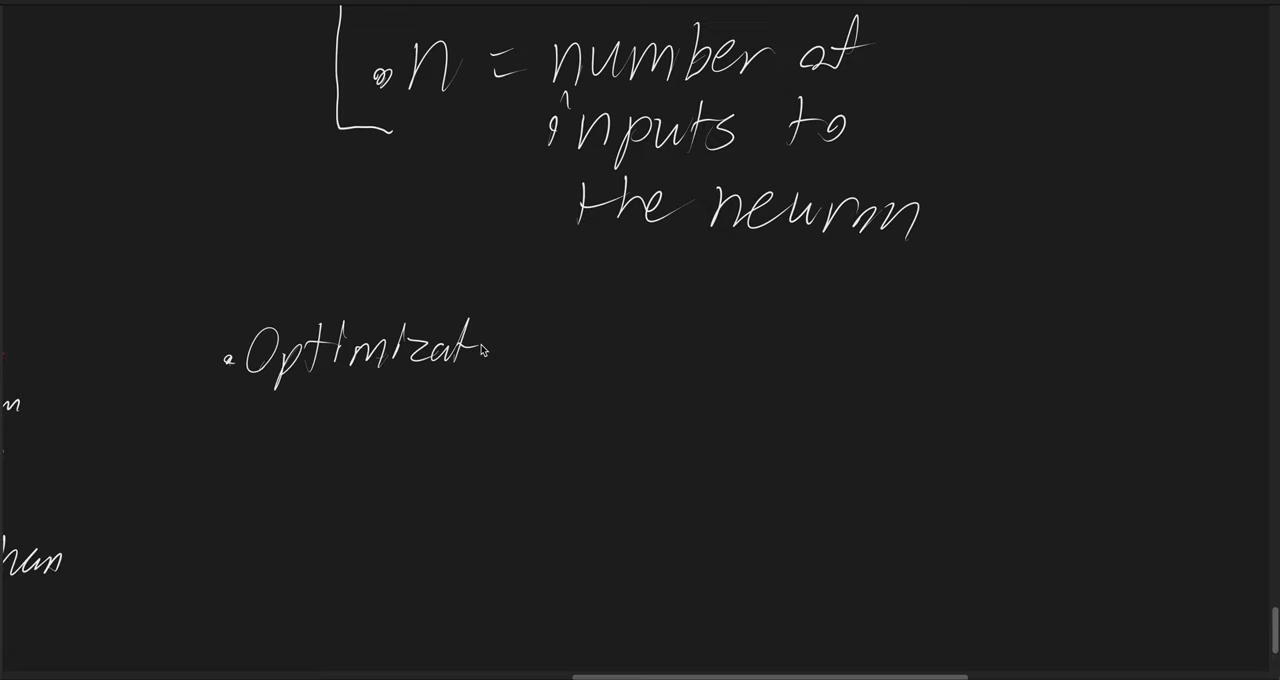 • n = number of
inputs to
the neuron
• Optimizat